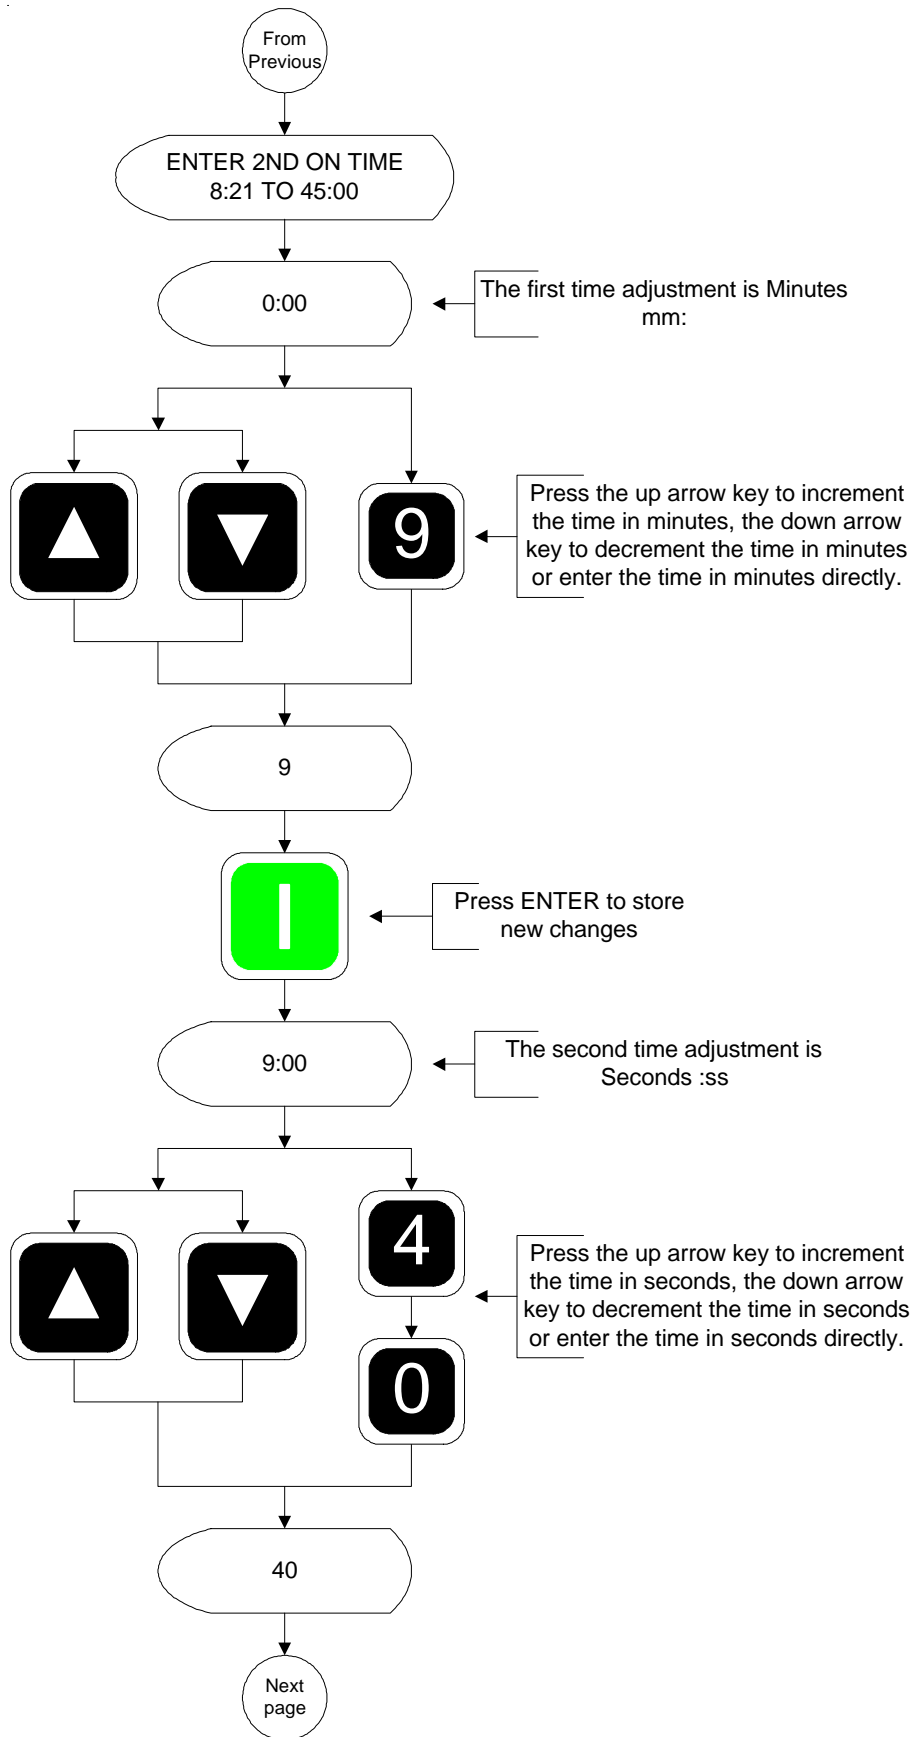 From
Previous
ENTER 2ND ON TIME
8:21 TO 45:00
0:00
The first time adjustment is Minutes
mm:
9
Press the up arrow key to increment
the time in minutes, the down arrow
key to decrement the time in minutes
or enter the time in minutes directly.
9
I
Press ENTER to store
new changes
9:00
The second time adjustment is
Seconds :ss
4
0
Press the up arrow key to increment
the time in seconds, the down arrow
key to decrement the time in seconds
or enter the time in seconds directly.
40
Next
page